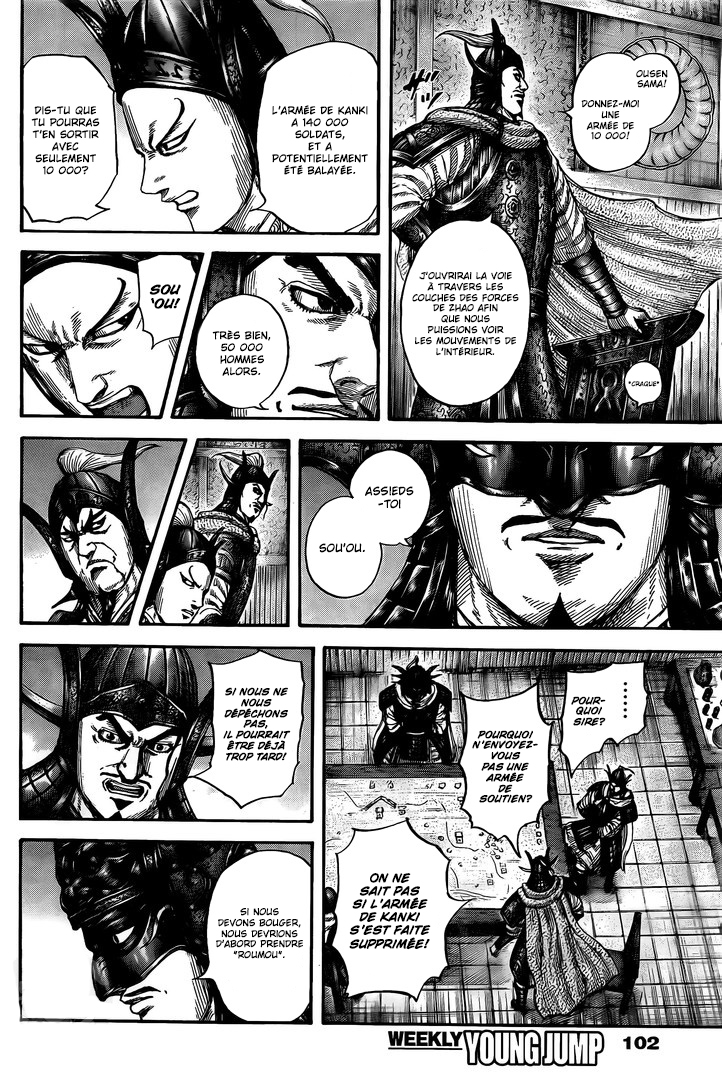 OUSEN
SAMA!
DONNEZ-MOI
UNE
ARMÉE DE
10 000!
J'OUVRIRAI LA VOIE
À TRAVERS LES
COUCHES DES FORCES
DE ZHAO AFIN
QUE NOUS
PUISSIONS VOIR
LES MOUVEMENTS DE
L'INTÉRIEUR.
*CRAQUE*
L'ARMÉE DE KANKI
A 140 000
SOLDATS,
ET A
POTENTIELLEMENT
ÉTÉ BALAYÉE.
DIS-TU QUE
TU POURRAS
T'EN SORTIR
AVEC
SEULEMENT
10 000?
TRÈS BIEN,
50 000
HOMMES
ALORS.
SOU
'OU!
ASSIEDS
-TOI
SOU'OU.
......
POUR-
QUOI
SIRE?
POURQUOI
N'ENVOYEZ-
VOUS
PAS UNE
ARMÉE
DE
SOUTIEN?
ON NE
SAIT PAS
SI L'ARMÉE
DE KANKI
S'EST FAITE
SUPPRIMÉE!
SI NOUS NE
NOUS
DÉPÊCHONS
PAS,
IL POURRAIT
ÊTRE DÉJÀ
TROP TARD!
SI NOUS
DEVONS BOUGER,
NOUS DEVRIONS
D'ABORD PRENDRE
"ROUMOU".
WEEKLY YOUNG JUMP 102